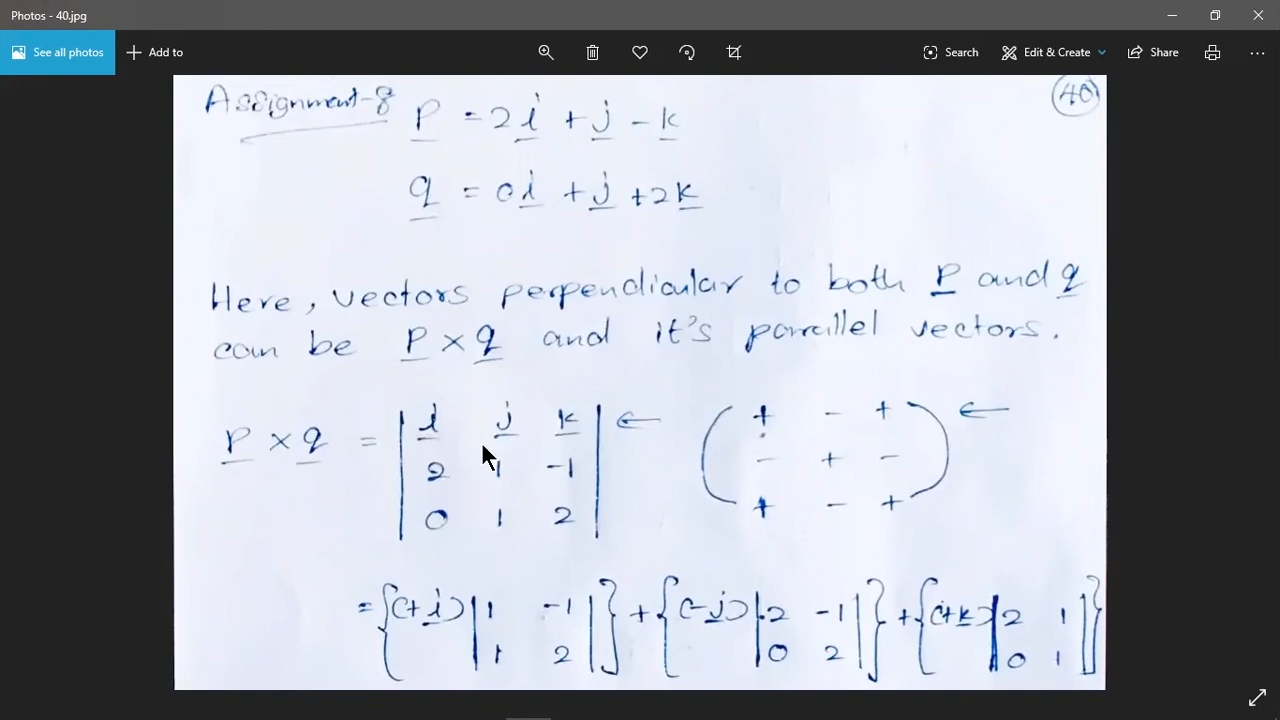 Photos - 40.jpg
See all photos
Add to
Search
Edit & Create
Share
Assignment-8
40
P = 2i + j - k
q = 0i + j + 2k
Here, vectors perpendicular to both P and q
can be P × q and it's parallel vectors.
P × q = | i j k | ← ( + - + ) ←
2 1 -1 - + -
0 1 2 + - +
= {(+i) | 1 -1 |} + {(-j) | 2 -1 |} + {(+k) | 2 1 |}
1 2 0 2 0 1